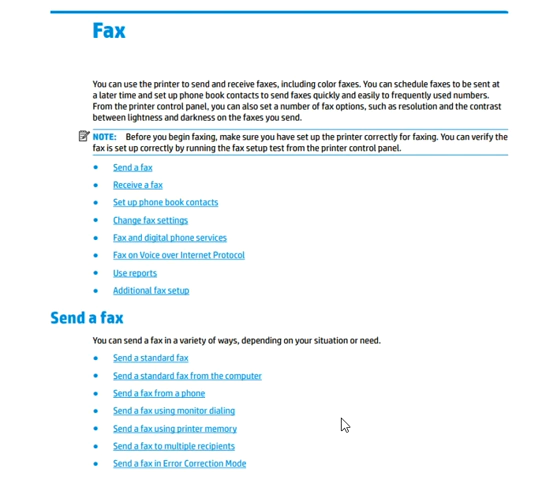 Fax
You can use the printer to send and receive faxes, including color faxes. You can schedule faxes to be sent at
a later time and set up phone book contacts to send faxes quickly and easily to frequently used numbers.
From the printer control panel, you can also set a number of fax options, such as resolution and the contrast
between lightness and darkness on the faxes you send.
NOTE: Before you begin faxing, make sure you have set up the printer correctly for faxing. You can verify the
fax is set up correctly by running the fax setup test from the printer control panel.
● Send a fax
● Receive a fax
● Set up phone book contacts
● Change fax settings
● Fax and digital phone services
● Fax on Voice over Internet Protocol
● Use reports
● Additional fax setup
Send a fax
You can send a fax in a variety of ways, depending on your situation or need.
● Send a standard fax
● Send a standard fax from the computer
● Send a fax from a phone
● Send a fax using monitor dialing
● Send a fax using printer memory
● Send a fax to multiple recipients
● Send a fax in Error Correction Mode